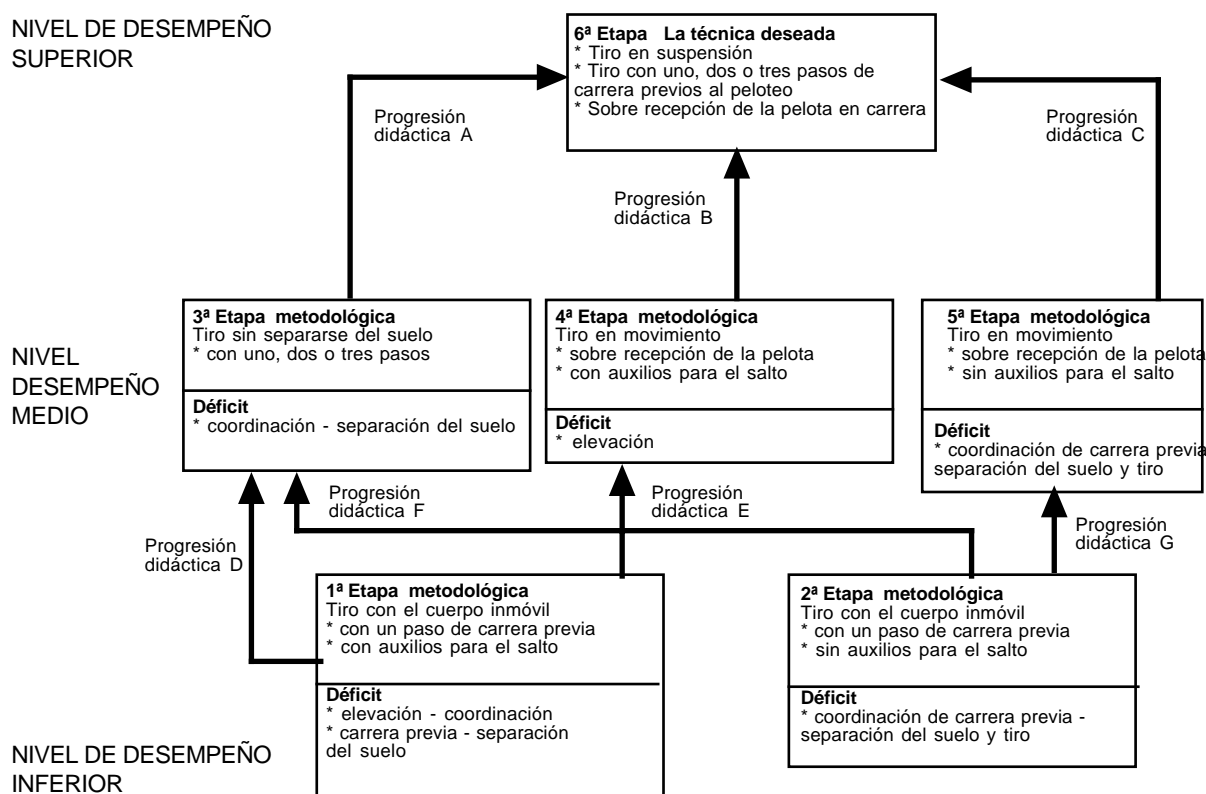 NIVEL DE DESEMPEÑO
SUPERIOR
6ª Etapa La técnica deseada
* Tiro en suspensión
* Tiro con uno, dos o tres pasos de
carrera previos al peloteo
* Sobre recepción de la pelota en carrera
Progresión
didáctica A
Progresión
didáctica B
Progresión
didáctica C
NIVEL
DESEMPEÑO
MEDIO
3ª Etapa metodológica
Tiro sin separarse del suelo
* con uno, dos o tres pasos
Déficit
* coordinación - separación del suelo
4ª Etapa metodológica
Tiro en movimiento
* sobre recepción de la pelota
* con auxilios para el salto
Déficit
* elevación
5ª Etapa metodológica
Tiro en movimiento
* sobre recepción de la pelota
* sin auxilios para el salto
Déficit
* coordinación de carrera previa
separación del suelo y tiro
Progresión
didáctica D
Progresión
didáctica F
Progresión
didáctica E
Progresión
didáctica G
NIVEL DE DESEMPEÑO
INFERIOR
1ª Etapa metodológica
Tiro con el cuerpo inmóvil
* con un paso de carrera previa
* con auxilios para el salto
Déficit
* elevación - coordinación
* carrera previa - separación
del suelo
2ª Etapa metodológica
Tiro con el cuerpo inmóvil
* con un paso de carrera previa
* sin auxilios para el salto
Déficit
* coordinación de carrera previa -
separación del suelo y tiro